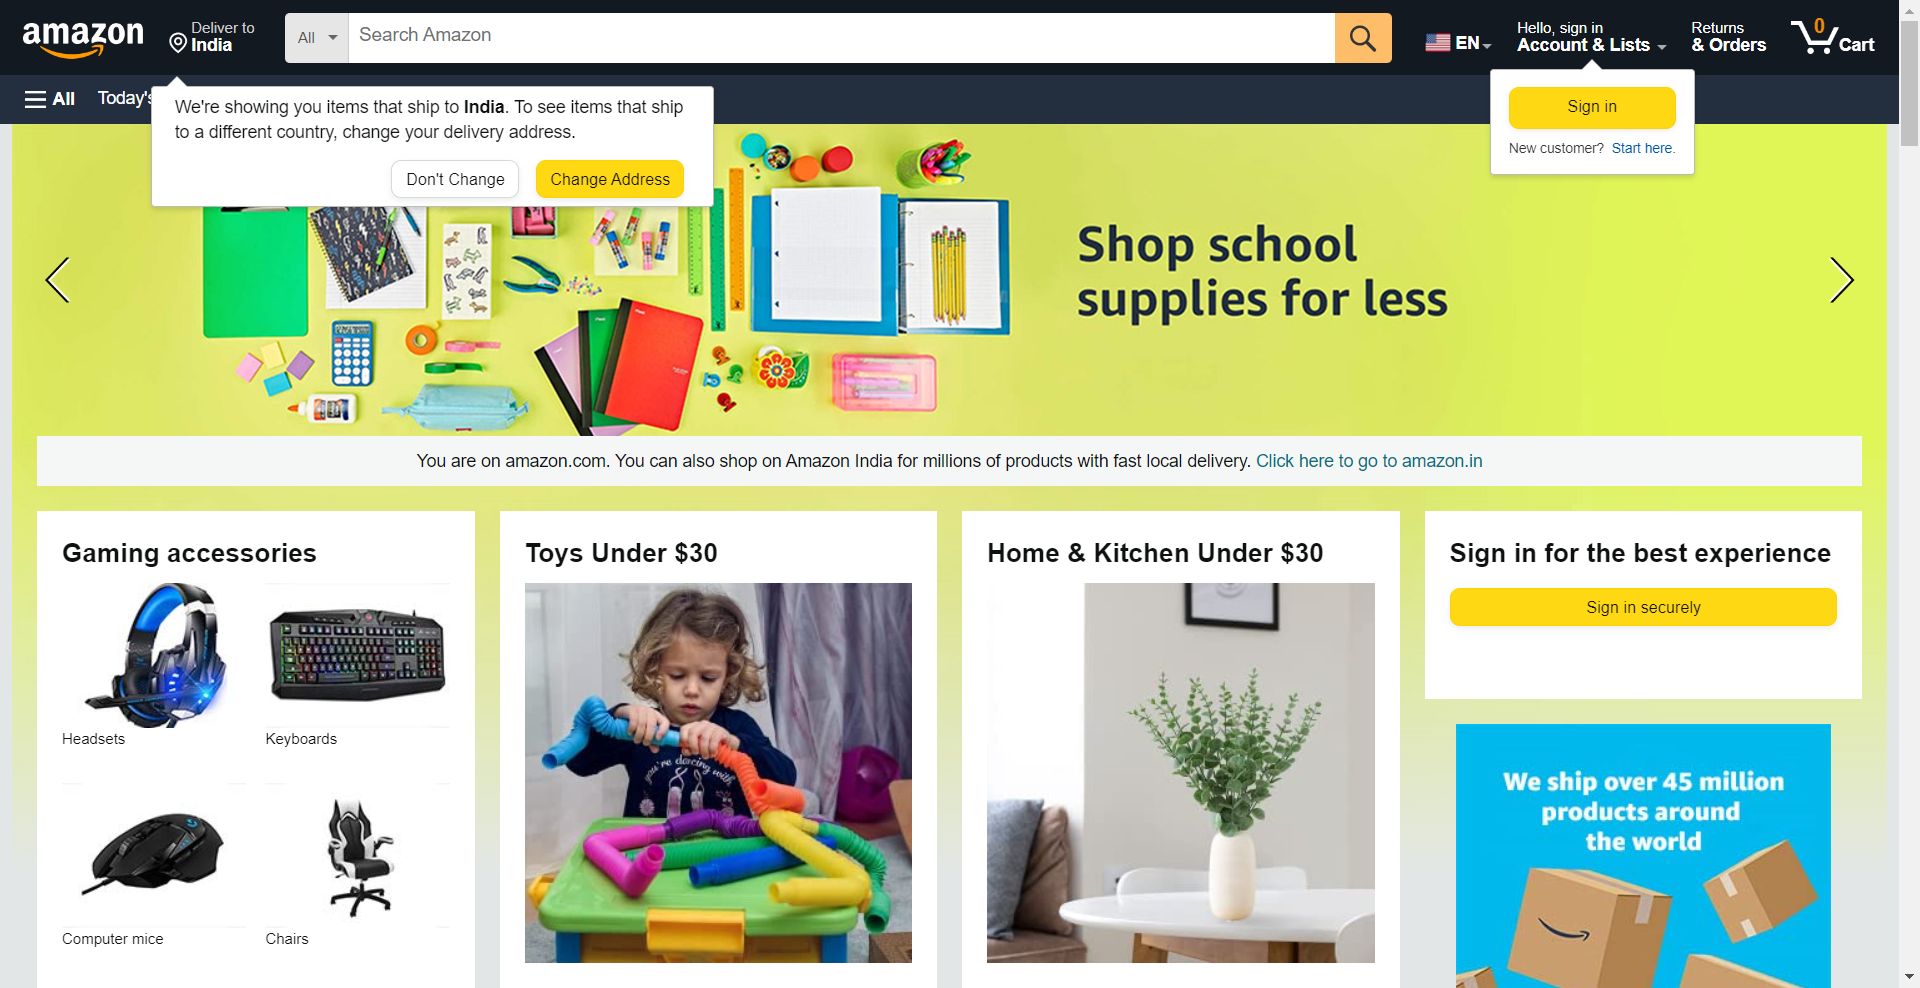 amazon
Deliver to
India
All
Search Amazon
EN
Hello, sign in
Account & Lists
Returns
& Orders
0
Cart
All
Today's
We're showing you items that ship to India. To see items that ship
to a different country, change your delivery address.
Don't Change
Change Address
Sign in
New customer? Start here.
Shop school
supplies for less
You are on amazon.com. You can also shop on Amazon India for millions of products with fast local delivery. Click here to go to amazon.in
Gaming accessories
Headsets
Keyboards
Computer mice
Chairs
Toys Under $30
you're dancing with
Home & Kitchen Under $30
Sign in for the best experience
Sign in securely
We ship over 45 million
products around
the world